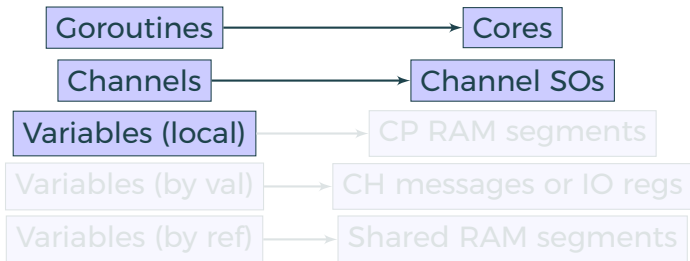 Goroutines Cores
Channels Channel SOs
Variables (local) CP RAM segments
Variables (by val) CH messages or IO regs
Variables (by ref) Shared RAM segments